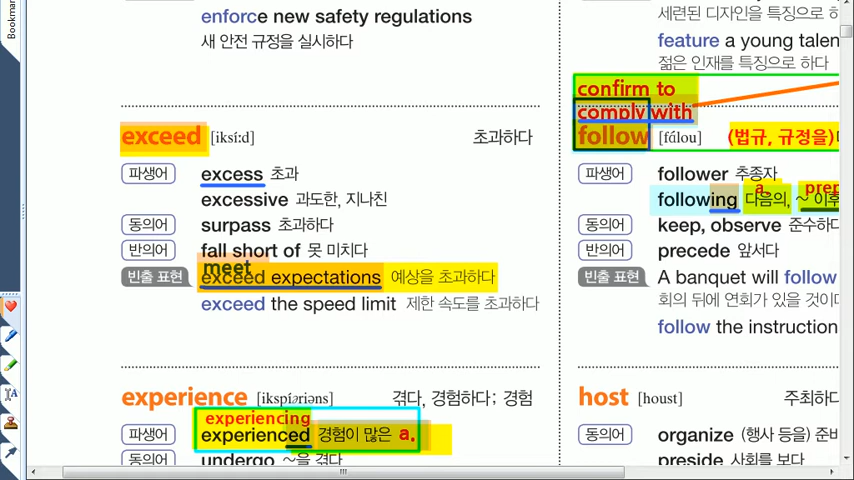 Bookmar
enforce new safety regulations
새 안전 규정을 실시하다
exceed [iksíːd] 초과하다
파생어 excess 초과
excessive 과도한, 지나친
동의어 surpass 초과하다
반의어 fall short of 못 미치다
meet
빈출 표현 exceed expectations 예상을 초과하다
exceed the speed limit 제한 속도를 초과하다
experience [ikspíəriəns] 겪다, 경험하다; 경험
experiencing
파생어 experienced 경험이 많은 a.
동의어 undergo ~을 겪다
세련된 디자인을 특징으로 하
feature a young talen
젊은 인재를 특징으로 하다
confirm to
comply with
follow [fálou] (법규, 규정을)
파생어 follower 추종자
a. prep
following 다음의, ~ 이후
동의어 keep, observe 준수하다
반의어 precede 앞서다
빈출 표현 A banquet will follow
회의 뒤에 연회가 있을 것이
follow the instruction
host [houst] 주최하다
동의어 organize (행사 등을) 준비
preside 사회를 보다